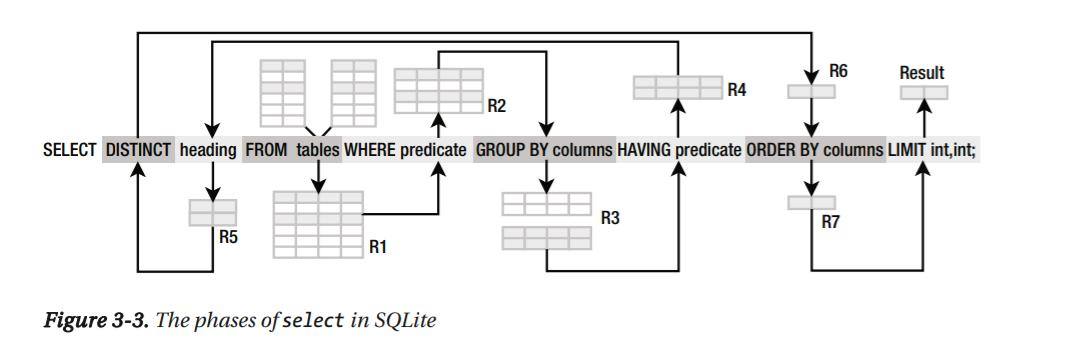 R6
Result
R4
R2
SELECT DISTINCT heading FROM tables WHERE predicate GROUP BY columns HAVING predicate ORDER BY columns LIMIT int,int;
R3
R7
R5
R1
Figure 3-3. The phases of select in SQLite